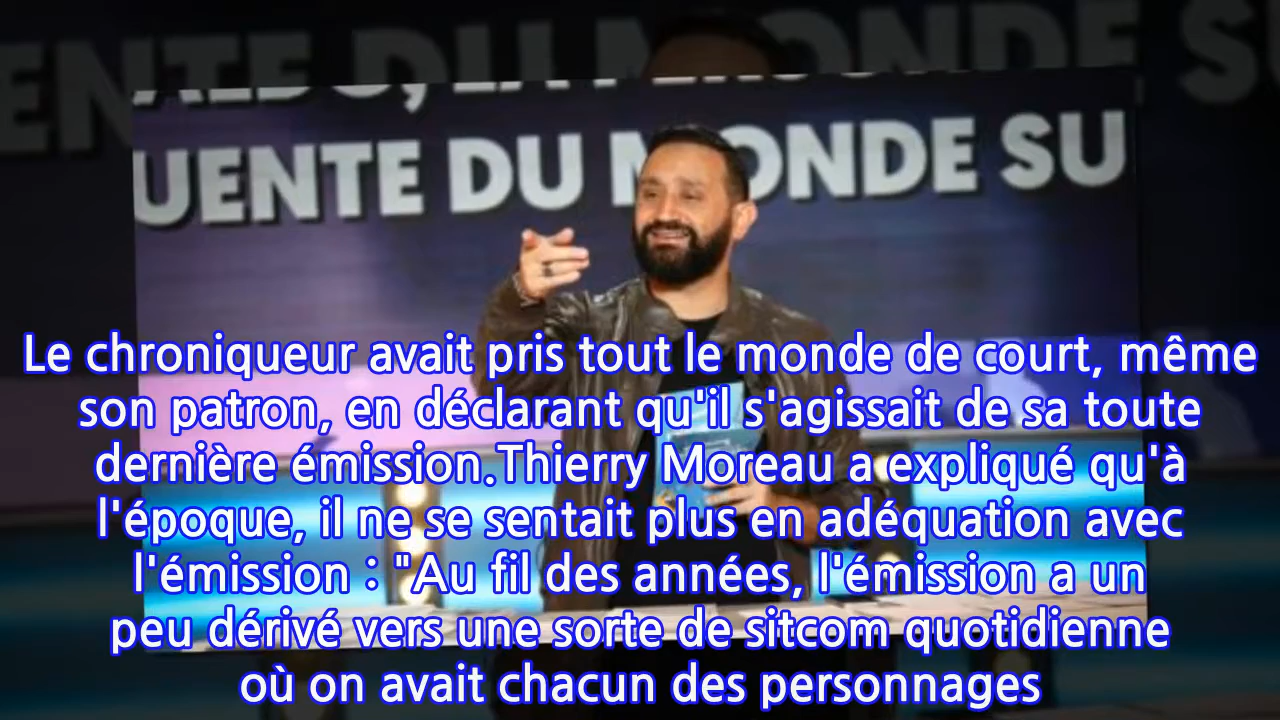 UENTE DU MONDE SU
Le chroniqueur avait pris tout le monde de court, même
son patron, en déclarant qu'il s'agissait de sa toute
dernière émission.Thierry Moreau a expliqué qu'à
l'époque, il ne se sentait plus en adéquation avec
l'émission : "Au fil des années, l'émission a un
peu dérivé vers une sorte de sitcom quotidienne
où on avait chacun des personnages